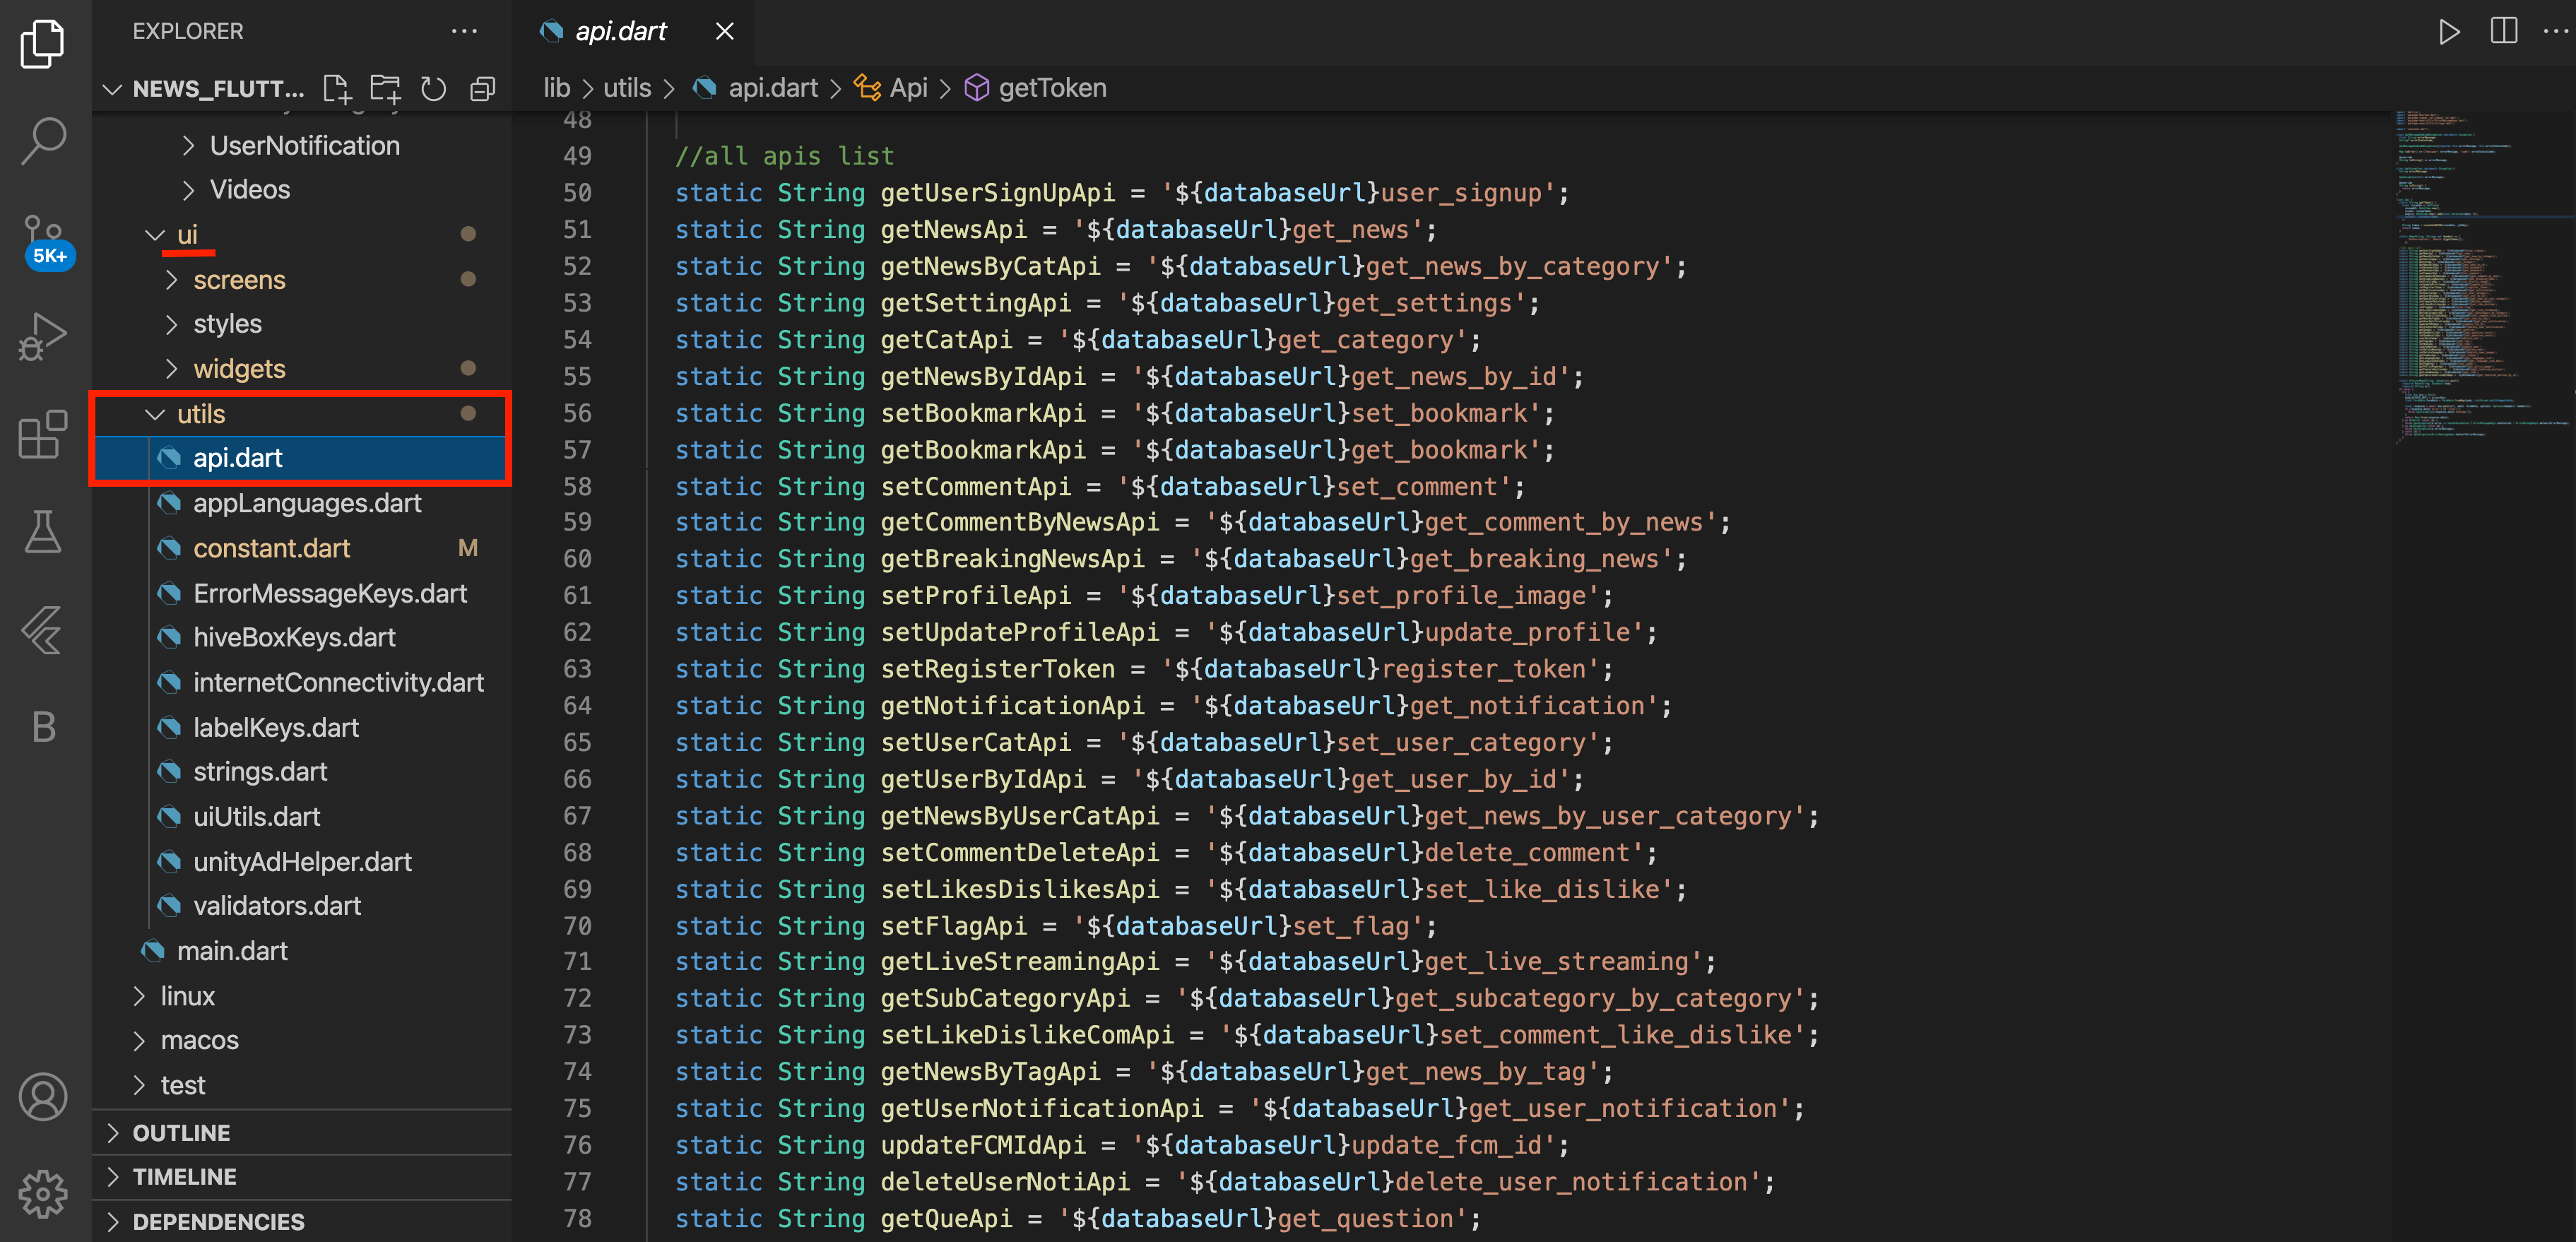 EXPLORER
NEWS_FLUTT...
UserNotification
Videos
ui
screens
styles
widgets
utils
api.dart
appLanguages.dart
constant.dart M
ErrorMessageKeys.dart
hiveBoxKeys.dart
internetConnectivity.dart
labelKeys.dart
strings.dart
uiUtils.dart
unityAdHelper.dart
validators.dart
main.dart
linux
macos
test
OUTLINE
TIMELINE
DEPENDENCIES
5K+
B
api.dart
lib > utils > api.dart > Api > getToken
48
49 //all apis list
50 static String getUserSignUpApi = '${databaseUrl}user_signup';
51 static String getNewsApi = '${databaseUrl}get_news';
52 static String getNewsByCatApi = '${databaseUrl}get_news_by_category';
53 static String getSettingApi = '${databaseUrl}get_settings';
54 static String getCatApi = '${databaseUrl}get_category';
55 static String getNewsByIdApi = '${databaseUrl}get_news_by_id';
56 static String setBookmarkApi = '${databaseUrl}set_bookmark';
57 static String getBookmarkApi = '${databaseUrl}get_bookmark';
58 static String setCommentApi = '${databaseUrl}set_comment';
59 static String getCommentByNewsApi = '${databaseUrl}get_comment_by_news';
60 static String getBreakingNewsApi = '${databaseUrl}get_breaking_news';
61 static String setProfileApi = '${databaseUrl}set_profile_image';
62 static String setUpdateProfileApi = '${databaseUrl}update_profile';
63 static String setRegisterToken = '${databaseUrl}register_token';
64 static String getNotificationApi = '${databaseUrl}get_notification';
65 static String setUserCatApi = '${databaseUrl}set_user_category';
66 static String getUserByIdApi = '${databaseUrl}get_user_by_id';
67 static String getNewsByUserCatApi = '${databaseUrl}get_news_by_user_category';
68 static String setCommentDeleteApi = '${databaseUrl}delete_comment';
69 static String setLikesDislikesApi = '${databaseUrl}set_like_dislike';
70 static String setFlagApi = '${databaseUrl}set_flag';
71 static String getLiveStreamingApi = '${databaseUrl}get_live_streaming';
72 static String getSubCategoryApi = '${databaseUrl}get_subcategory_by_category';
73 static String setLikeDislikeComApi = '${databaseUrl}set_comment_like_dislike';
74 static String getNewsByTagApi = '${databaseUrl}get_news_by_tag';
75 static String getUserNotificationApi = '${databaseUrl}get_user_notification';
76 static String updateFCMIdApi = '${databaseUrl}update_fcm_id';
77 static String deleteUserNotiApi = '${databaseUrl}delete_user_notification';
78 static String getQueApi = '${databaseUrl}get_question';